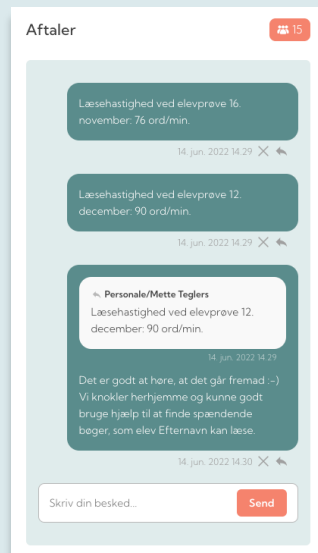 Aftaler
15
Læsehastighed ved elevprøve 16.
november: 76 ord/min.
14. jun. 2022 14.29
Læsehastighed ved elevprøve 12.
december: 90 ord/min.
14. jun. 2022 14.29
Personale/Mette Teglers
Læsehastighed ved elevprøve 12.
december: 90 ord/min.
14. jun. 2022 14.29
Det er godt at høre, at det går fremad :-)
Vi knokler herhjemme og kunne godt
bruge hjælp til at finde spændende
bøger, som elev Efternavn kan læse.
14. jun. 2022 14.30
Skriv din besked...
Send